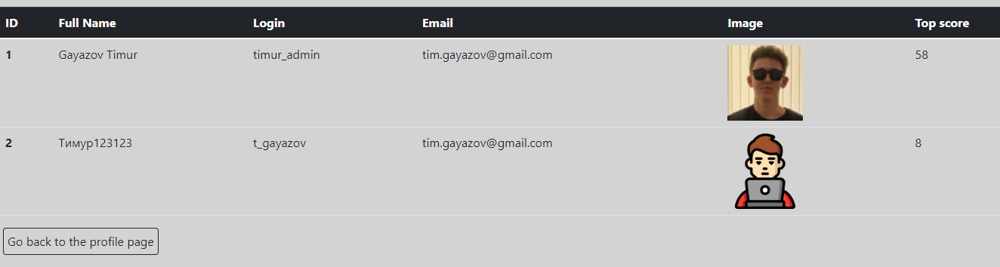 ID Full Name Login Email Image Top score
1 Gayazov Timur timur_admin tim.gayazov@gmail.com 58
2 Тимур123123 t_gayazov tim.gayazov@gmail.com 8
Go back to the profile page